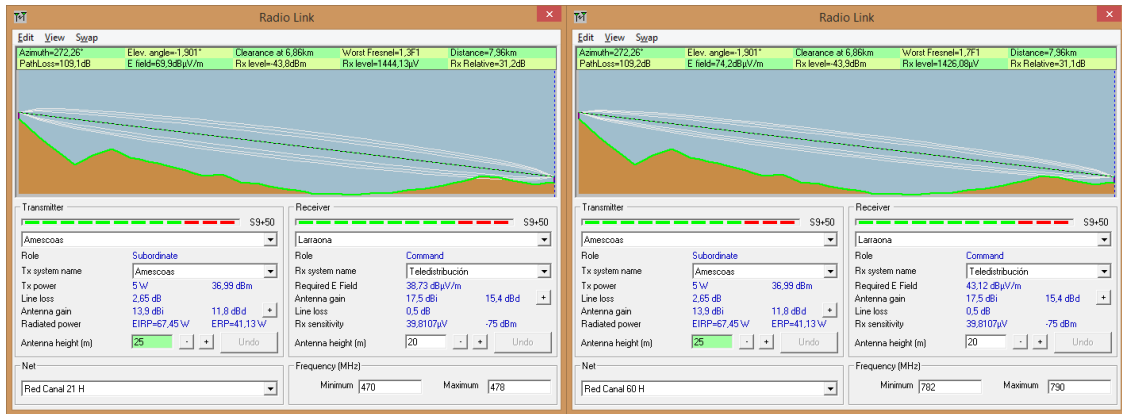 Radio Link
Edit View Swap
Azimuth=272,26° Elev. angle=-1,901° Clearance at 6,86km Worst Fresnel=1,3F1 Distance=7,96km
PathLoss=109,1dB E field=69,9dBµV/m Rx level=-43,8dBm Rx level=1444,13µV Rx Relative=31,2dB
Transmitter
S9+50
Amescoas
Role Subordinate
Tx system name Amescoas
Tx power 5 W 36,99 dBm
Line loss 2,65 dB
Antenna gain 13,9 dBi 11,8 dBd +
Radiated power EIRP=67,45 W ERP=41,13 W
Antenna height (m) 25 - + Undo
Net
Red Canal 21 H
Receiver
S9+50
Larraona
Role Command
Rx system name Teledistribución
Required E Field 38,73 dBµV/m
Antenna gain 17,5 dBi 15,4 dBd +
Line loss 0,5 dB
Rx sensitivity 39,8107µV -75 dBm
Antenna height (m) 20 - + Undo
Frequency (MHz)
Minimum 470 Maximum 478
Radio Link
Edit View Swap
Azimuth=272,26° Elev. angle=-1,901° Clearance at 6,86km Worst Fresnel=1,7F1 Distance=7,96km
PathLoss=109,2dB E field=74,2dBµV/m Rx level=-43,9dBm Rx level=1426,08µV Rx Relative=31,1dB
Transmitter
S9+50
Amescoas
Role Subordinate
Tx system name Amescoas
Tx power 5 W 36,99 dBm
Line loss 2,65 dB
Antenna gain 13,9 dBi 11,8 dBd +
Radiated power EIRP=67,45 W ERP=41,13 W
Antenna height (m) 25 - + Undo
Net
Red Canal 60 H
Receiver
S9+50
Larraona
Role Command
Rx system name Teledistribución
Required E Field 43,12 dBµV/m
Antenna gain 17,5 dBi 15,4 dBd +
Line loss 0,5 dB
Rx sensitivity 39,8107µV -75 dBm
Antenna height (m) 20 - + Undo
Frequency (MHz)
Minimum 782 Maximum 790